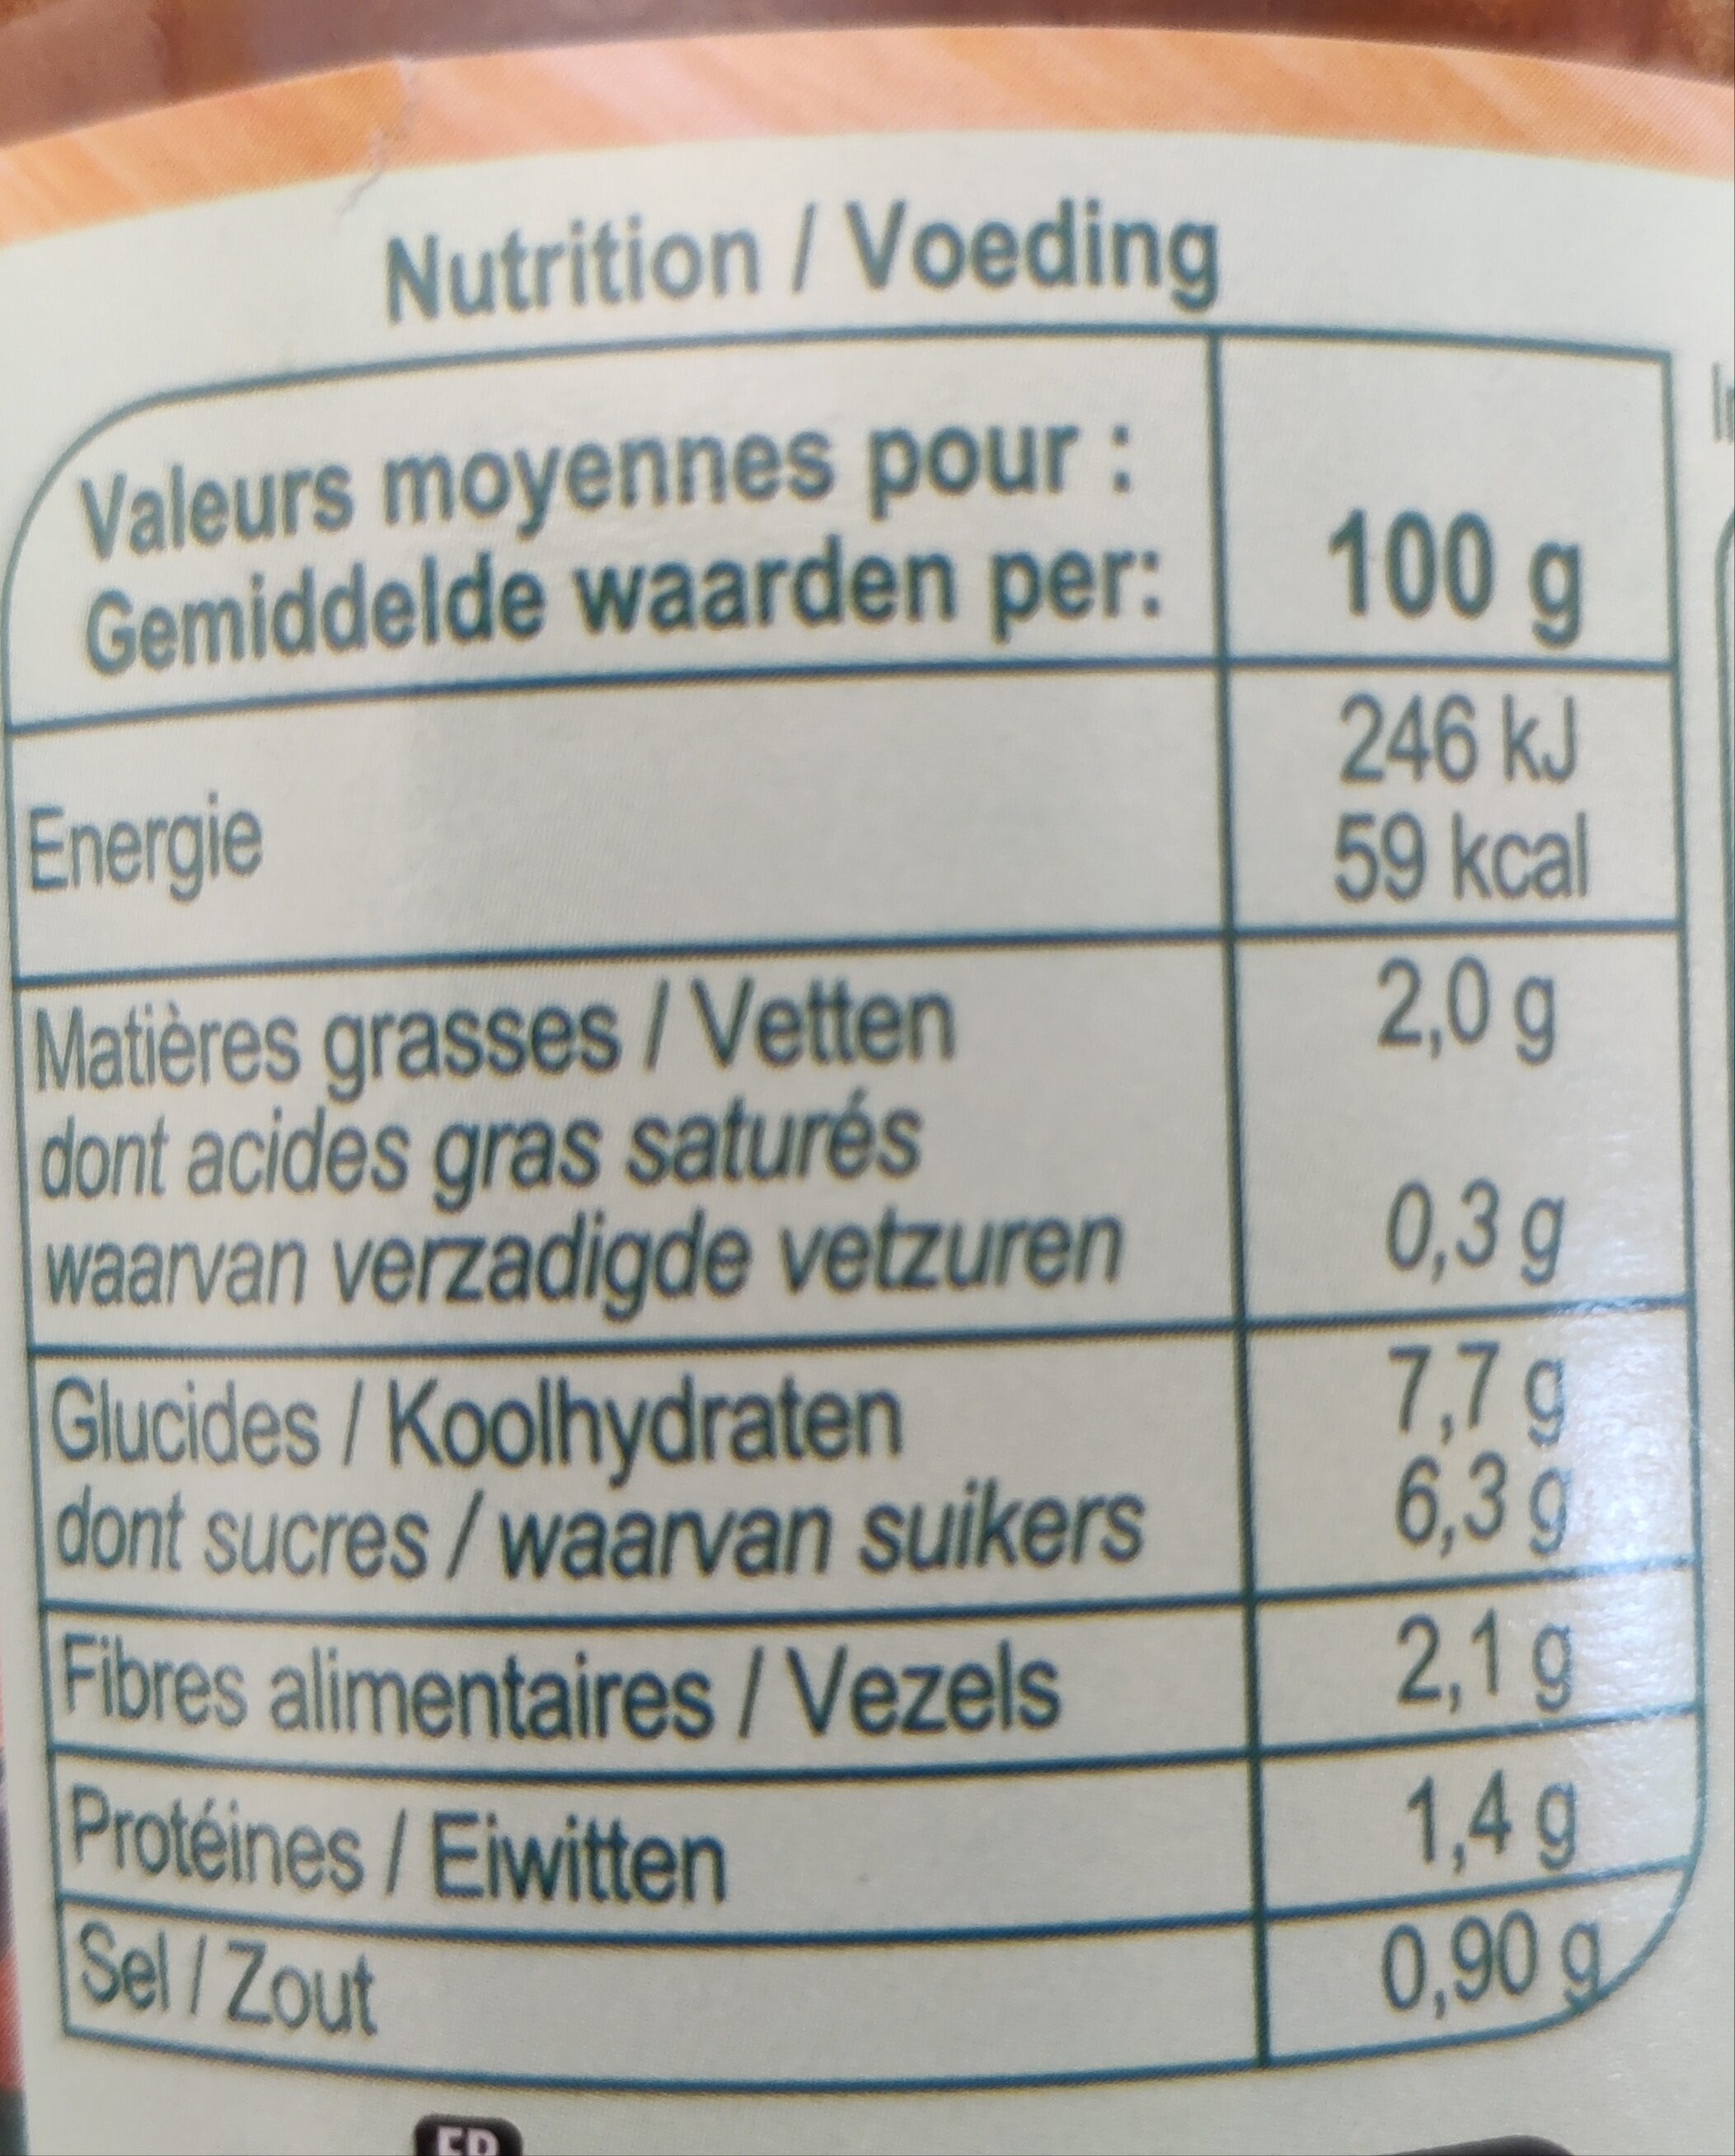 Nutrition / Voeding
Valeurs moyennes pour :
Gemiddelde waarden per:
100 g
Energie
246 kJ
59 kcal
Matières grasses / Vetten 2,0 g
dont acides gras saturés
waarvan verzadigde vetzuren 0,3 g
Glucides / Koolhydraten 7,7 g
dont sucres / waarvan suikers 6,3 g
Fibres alimentaires / Vezels 2,1 g
Protéines / Eiwitten 1,4 g
Sel / Zout 0,90 g